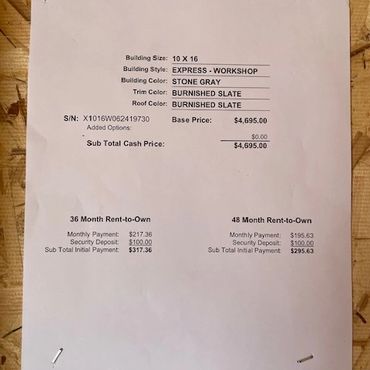 Building Size: 10 X 16
Building Style: EXPRESS - WORKSHOP
Building Color: STONE GRAY
Trim Color: BURNISHED SLATE
Roof Color: BURNISHED SLATE
S/N: X1016W062419730 Base Price: $4,695.00
Added Options:
$0.00
Sub Total Cash Price: $4,695.00
36 Month Rent-to-Own 48 Month Rent-to-Own
Monthly Payment: $217.36 Monthly Payment: $195.63
Security Deposit: $100.00 Security Deposit: $100.00
Sub Total Initial Payment: $317.36 Sub Total Initial Payment: $295.63